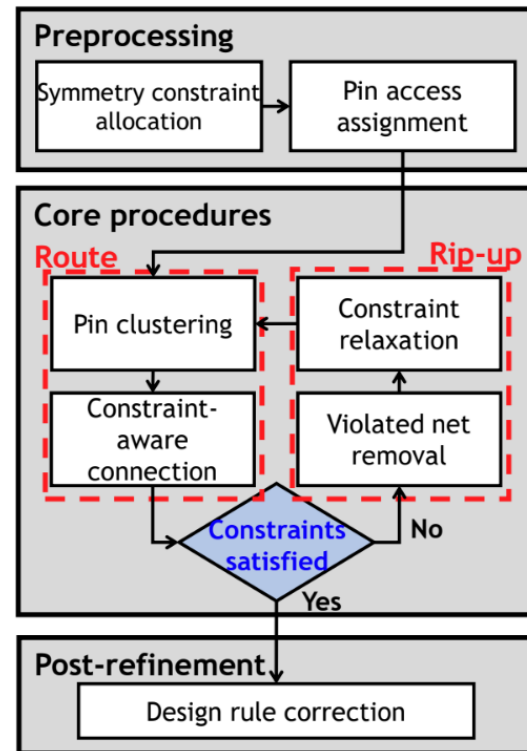 Preprocessing
Symmetry constraint
allocation
Pin access
assignment
Core procedures
Route
Rip-up
Pin clustering
Constraint
relaxation
Constraint-
aware
connection
Violated net
removal
Constraints
satisfied
No
Yes
Post-refinement
Design rule correction